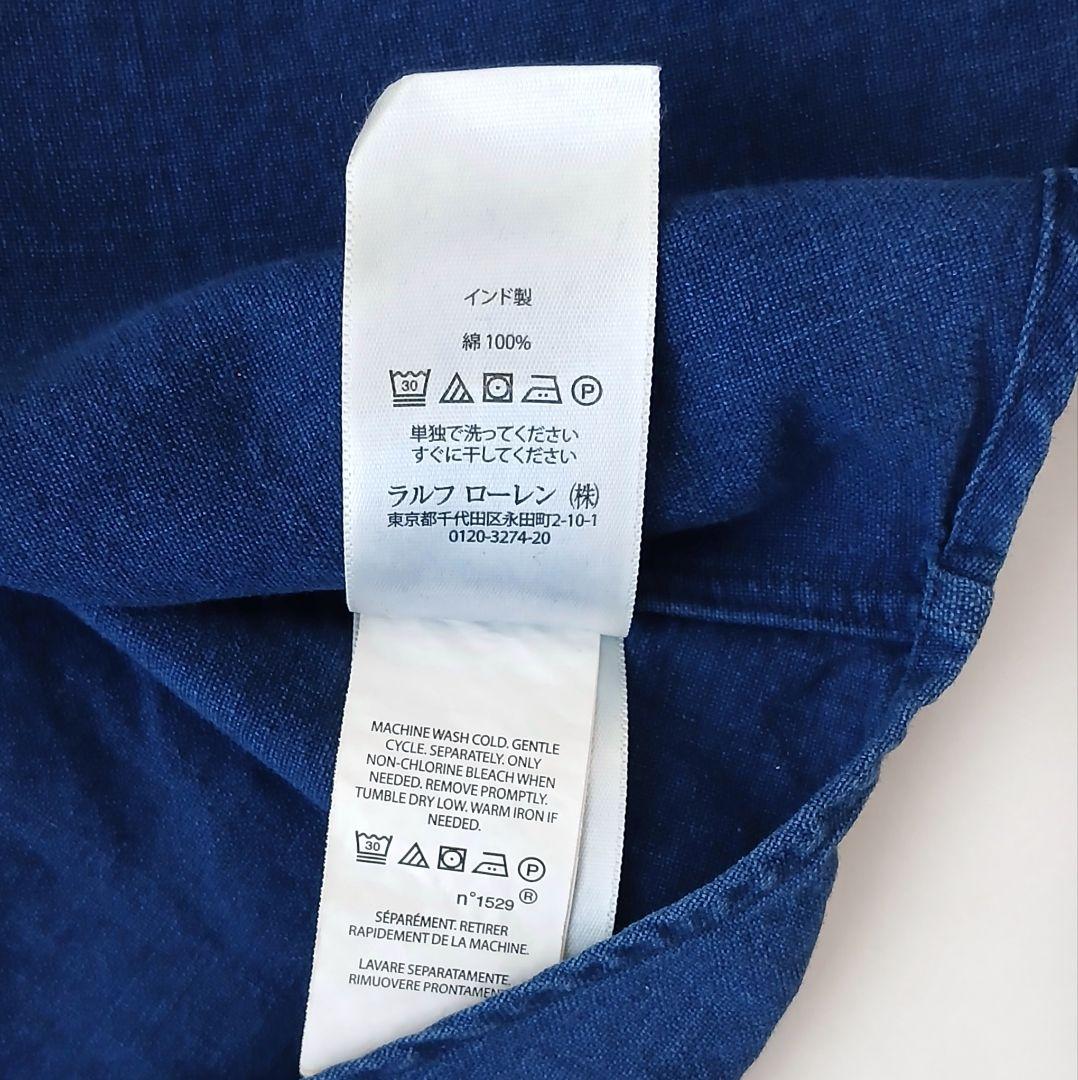 インド製
綿 100%
30
P
単独で洗ってください
すぐに干してください
ラルフ ローレン (株)
東京都千代田区永田町2-10-1
0120-3274-20
MACHINE WASH COLD. GENTLE
CYCLE. SEPARATELY. ONLY
NON-CHLORINE BLEACH WHEN
NEEDED. REMOVE PROMPTLY.
TUMBLE DRY LOW. WARM IRON IF
NEEDED.
30
P
n°1529 ®
SÉPARÉMENT. RETIRER
RAPIDEMENT DE LA MACHINE.
LAVARE SEPARATAMENTE.
RIMUOVERE